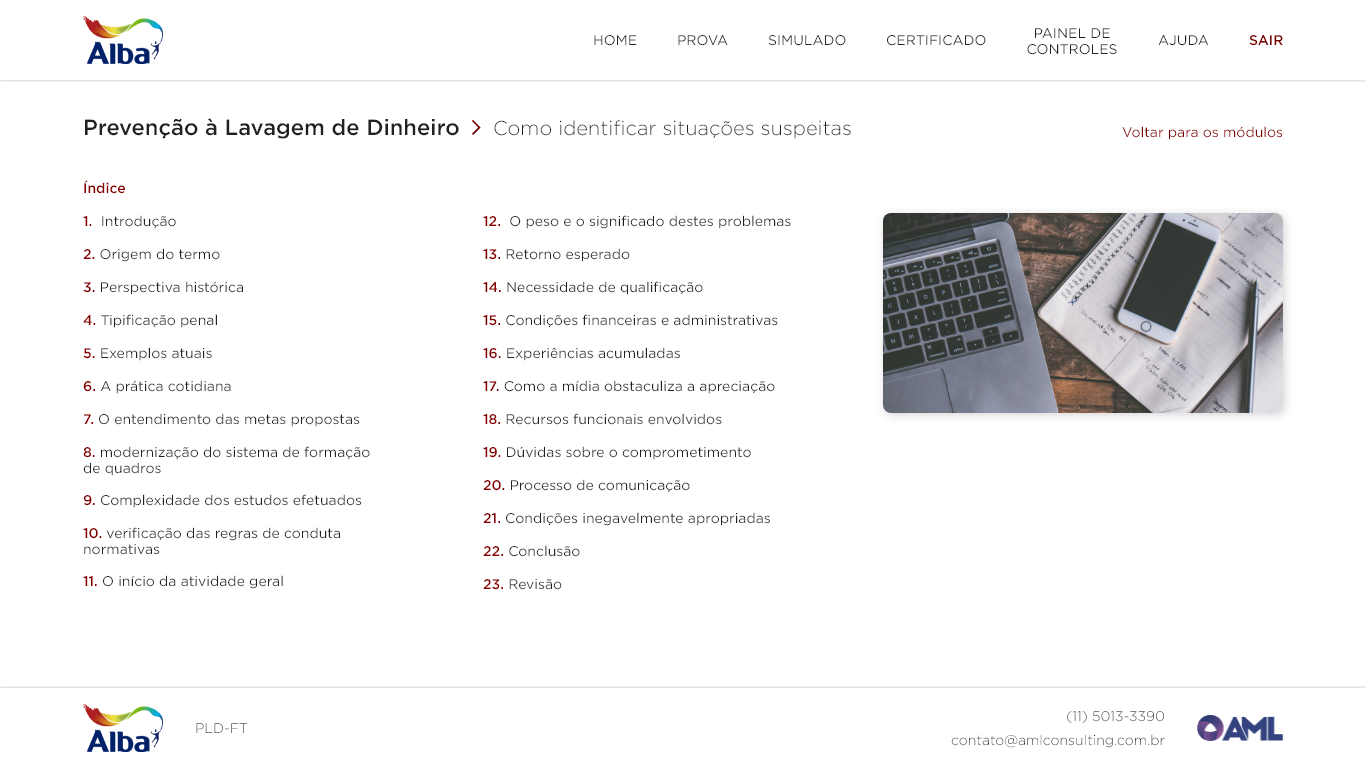 Alba
HOME
PROVA
SIMULADO
CERTIFICADO
PAINEL DE
CONTROLES
AJUDA
SAIR
Prevenção à Lavagem de Dinheiro > Como identificar situações suspeitas
Voltar para os módulos
Índice
1. Introdução
2. Origem do termo
3. Perspectiva histórica
4. Tipificação penal
5. Exemplos atuais
6. A prática cotidiana
7. O entendimento das metas propostas
8. modernização do sistema de formação
de quadros
9. Complexidade dos estudos efetuados
10. verificação das regras de conduta
normativas
11. O início da atividade geral
12. O peso e o significado destes problemas
13. Retorno esperado
14. Necessidade de qualificação
15. Condições financeiras e administrativas
16. Experiências acumuladas
17. Como a mídia obstaculiza a apreciação
18. Recursos funcionais envolvidos
19. Dúvidas sobre o comprometimento
20. Processo de comunicação
21. Condições inegavelmente apropriadas
22. Conclusão
23. Revisão
Alba
PLD-FT
(11) 5013-3390
contato@amlconsulting.com.br
AML